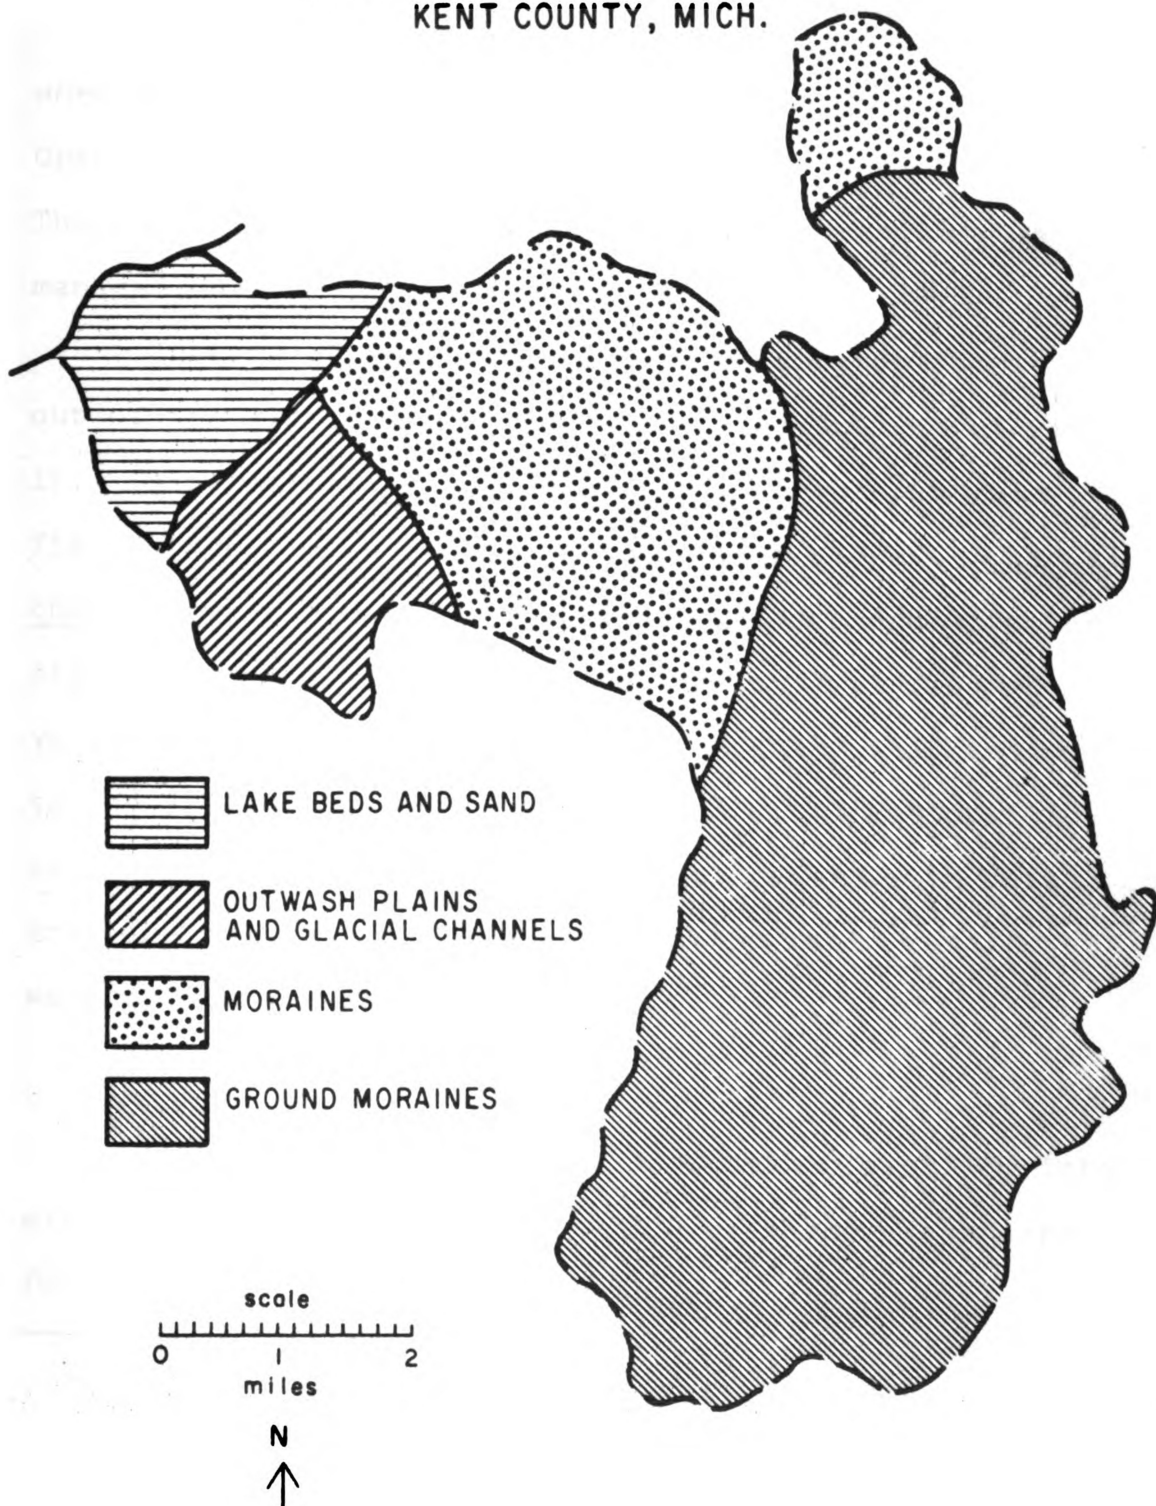 KENT COUNTY, MICH.
LAKE BEDS AND SAND
OUTWASH PLAINS
AND GLACIAL CHANNELS
MORAINES
GROUND MORAINES
scale
0 1 2
miles
N